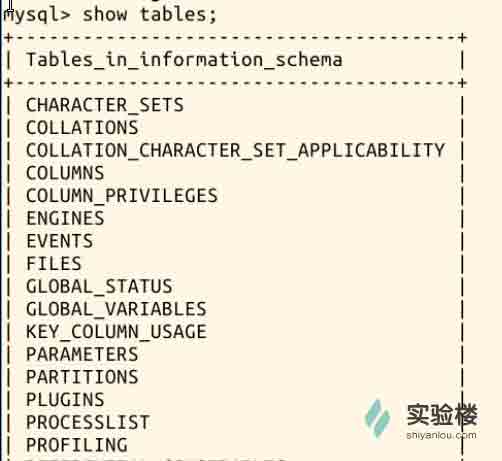 mysql> show tables;
+---------------------------------------+
| Tables_in_information_schema |
+---------------------------------------+
| CHARACTER_SETS |
| COLLATIONS |
| COLLATION_CHARACTER_SET_APPLICABILITY |
| COLUMNS |
| COLUMN_PRIVILEGES |
| ENGINES |
| EVENTS |
| FILES |
| GLOBAL_STATUS |
| GLOBAL_VARIABLES |
| KEY_COLUMN_USAGE |
| PARAMETERS |
| PARTITIONS |
| PLUGINS |
| PROCESSLIST |
| PROFILING |
实验楼
shiyanlou.com